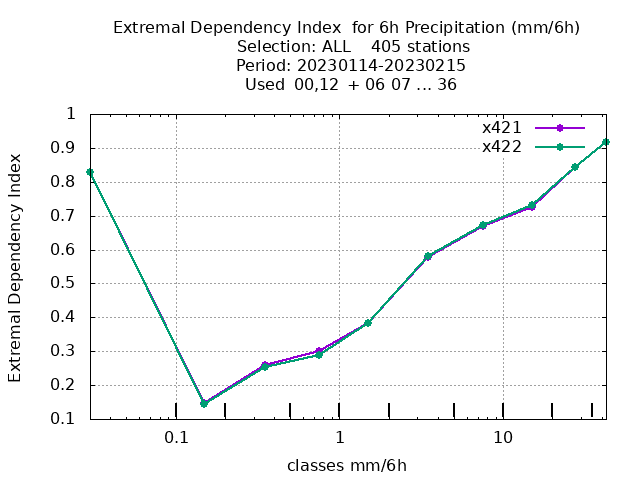 Extremal Dependency Index  for 6h Precipitation (mm/6h)
Selection: ALL    405 stations
Period: 20230114-20230215
Used  00,12  + 06 07 ... 36
x421
x422
1
0.9
0.8
0.7
0.6
0.5
0.4
0.3
0.2
0.1
Extremal Dependency Index
0.1 1 10
classes mm/6h